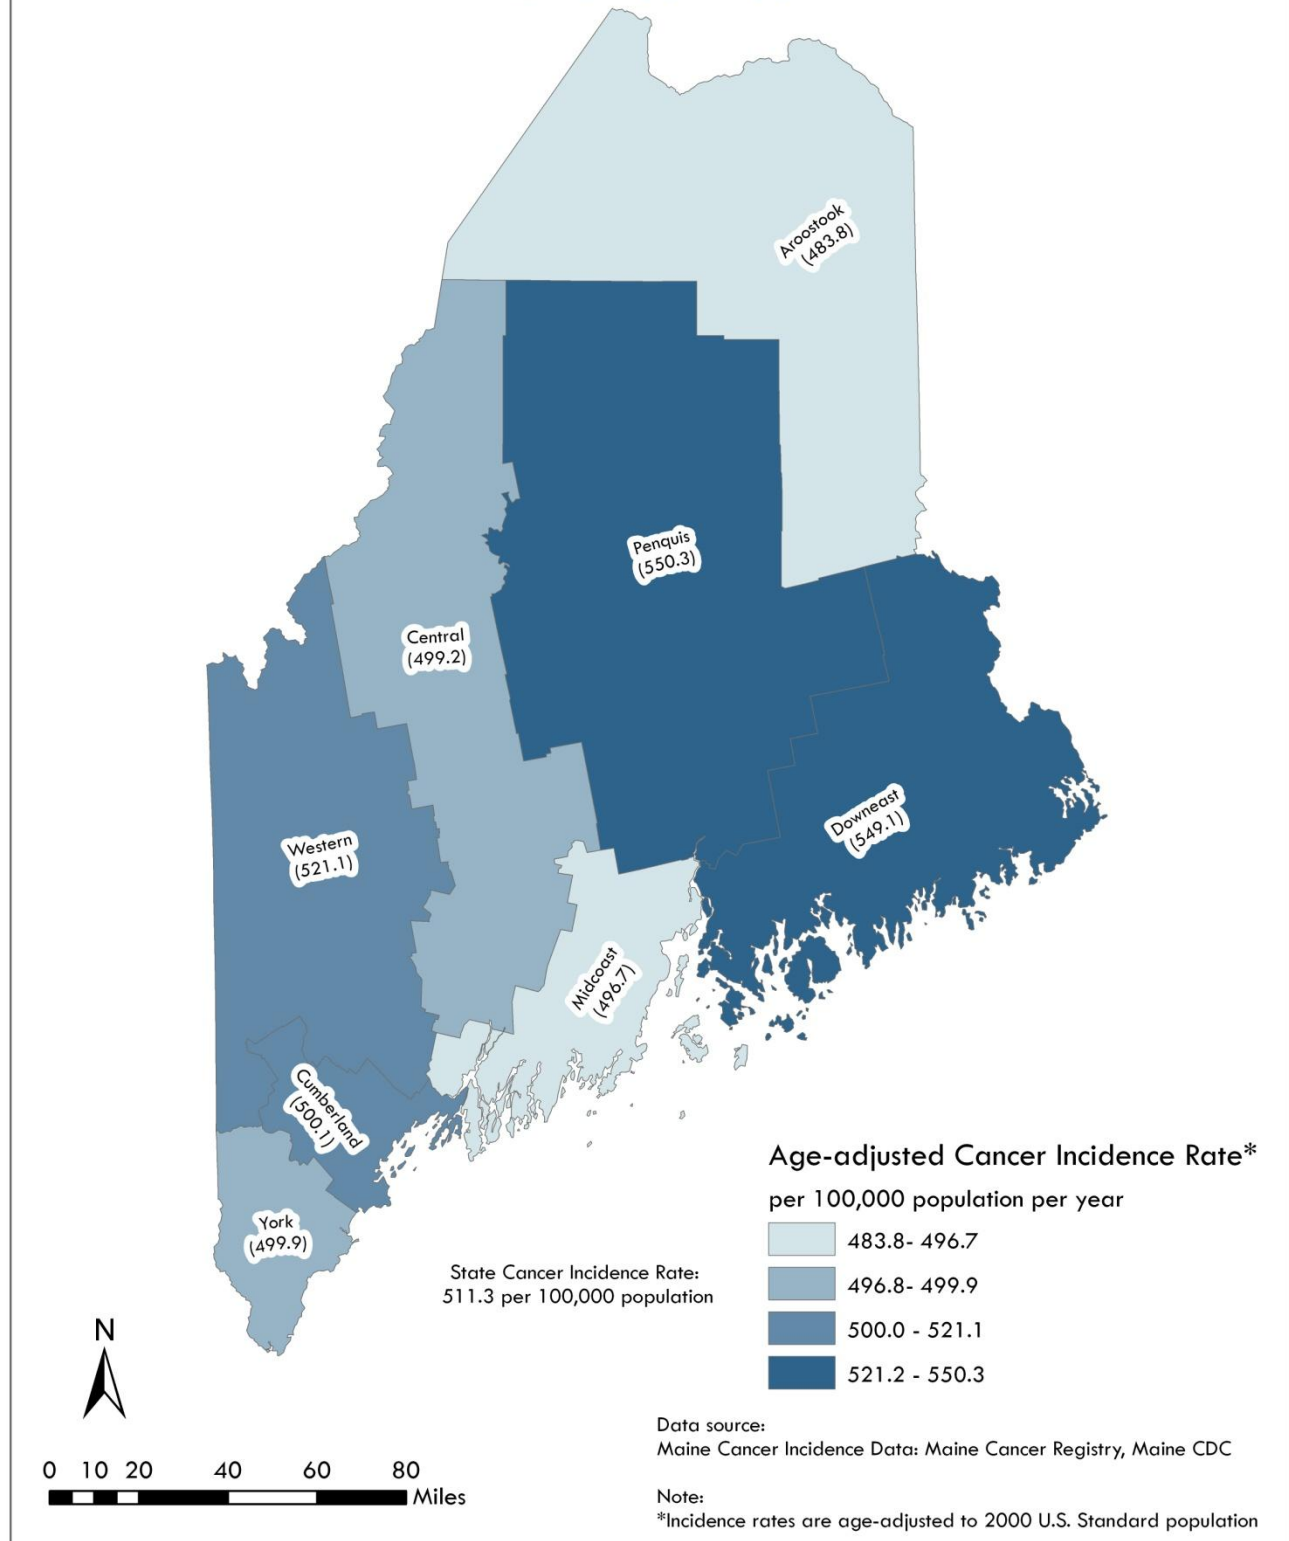 Aroostook
(483.8)
Penquis
(550.3)
Central
(499.2)
Downeast
(549.1)
Western
(521.1)
Midcoast
(496.7)
Cumberland
(500.1)
York
(499.9)
State Cancer Incidence Rate:
511.3 per 100,000 population
Age-adjusted Cancer Incidence Rate*
per 100,000 population per year
483.8- 496.7
496.8- 499.9
500.0 - 521.1
521.2 - 550.3
N
0 10 20 40 60 80
Miles
Data source:
Maine Cancer Incidence Data: Maine Cancer Registry, Maine CDC
Note:
*Incidence rates are age-adjusted to 2000 U.S. Standard population